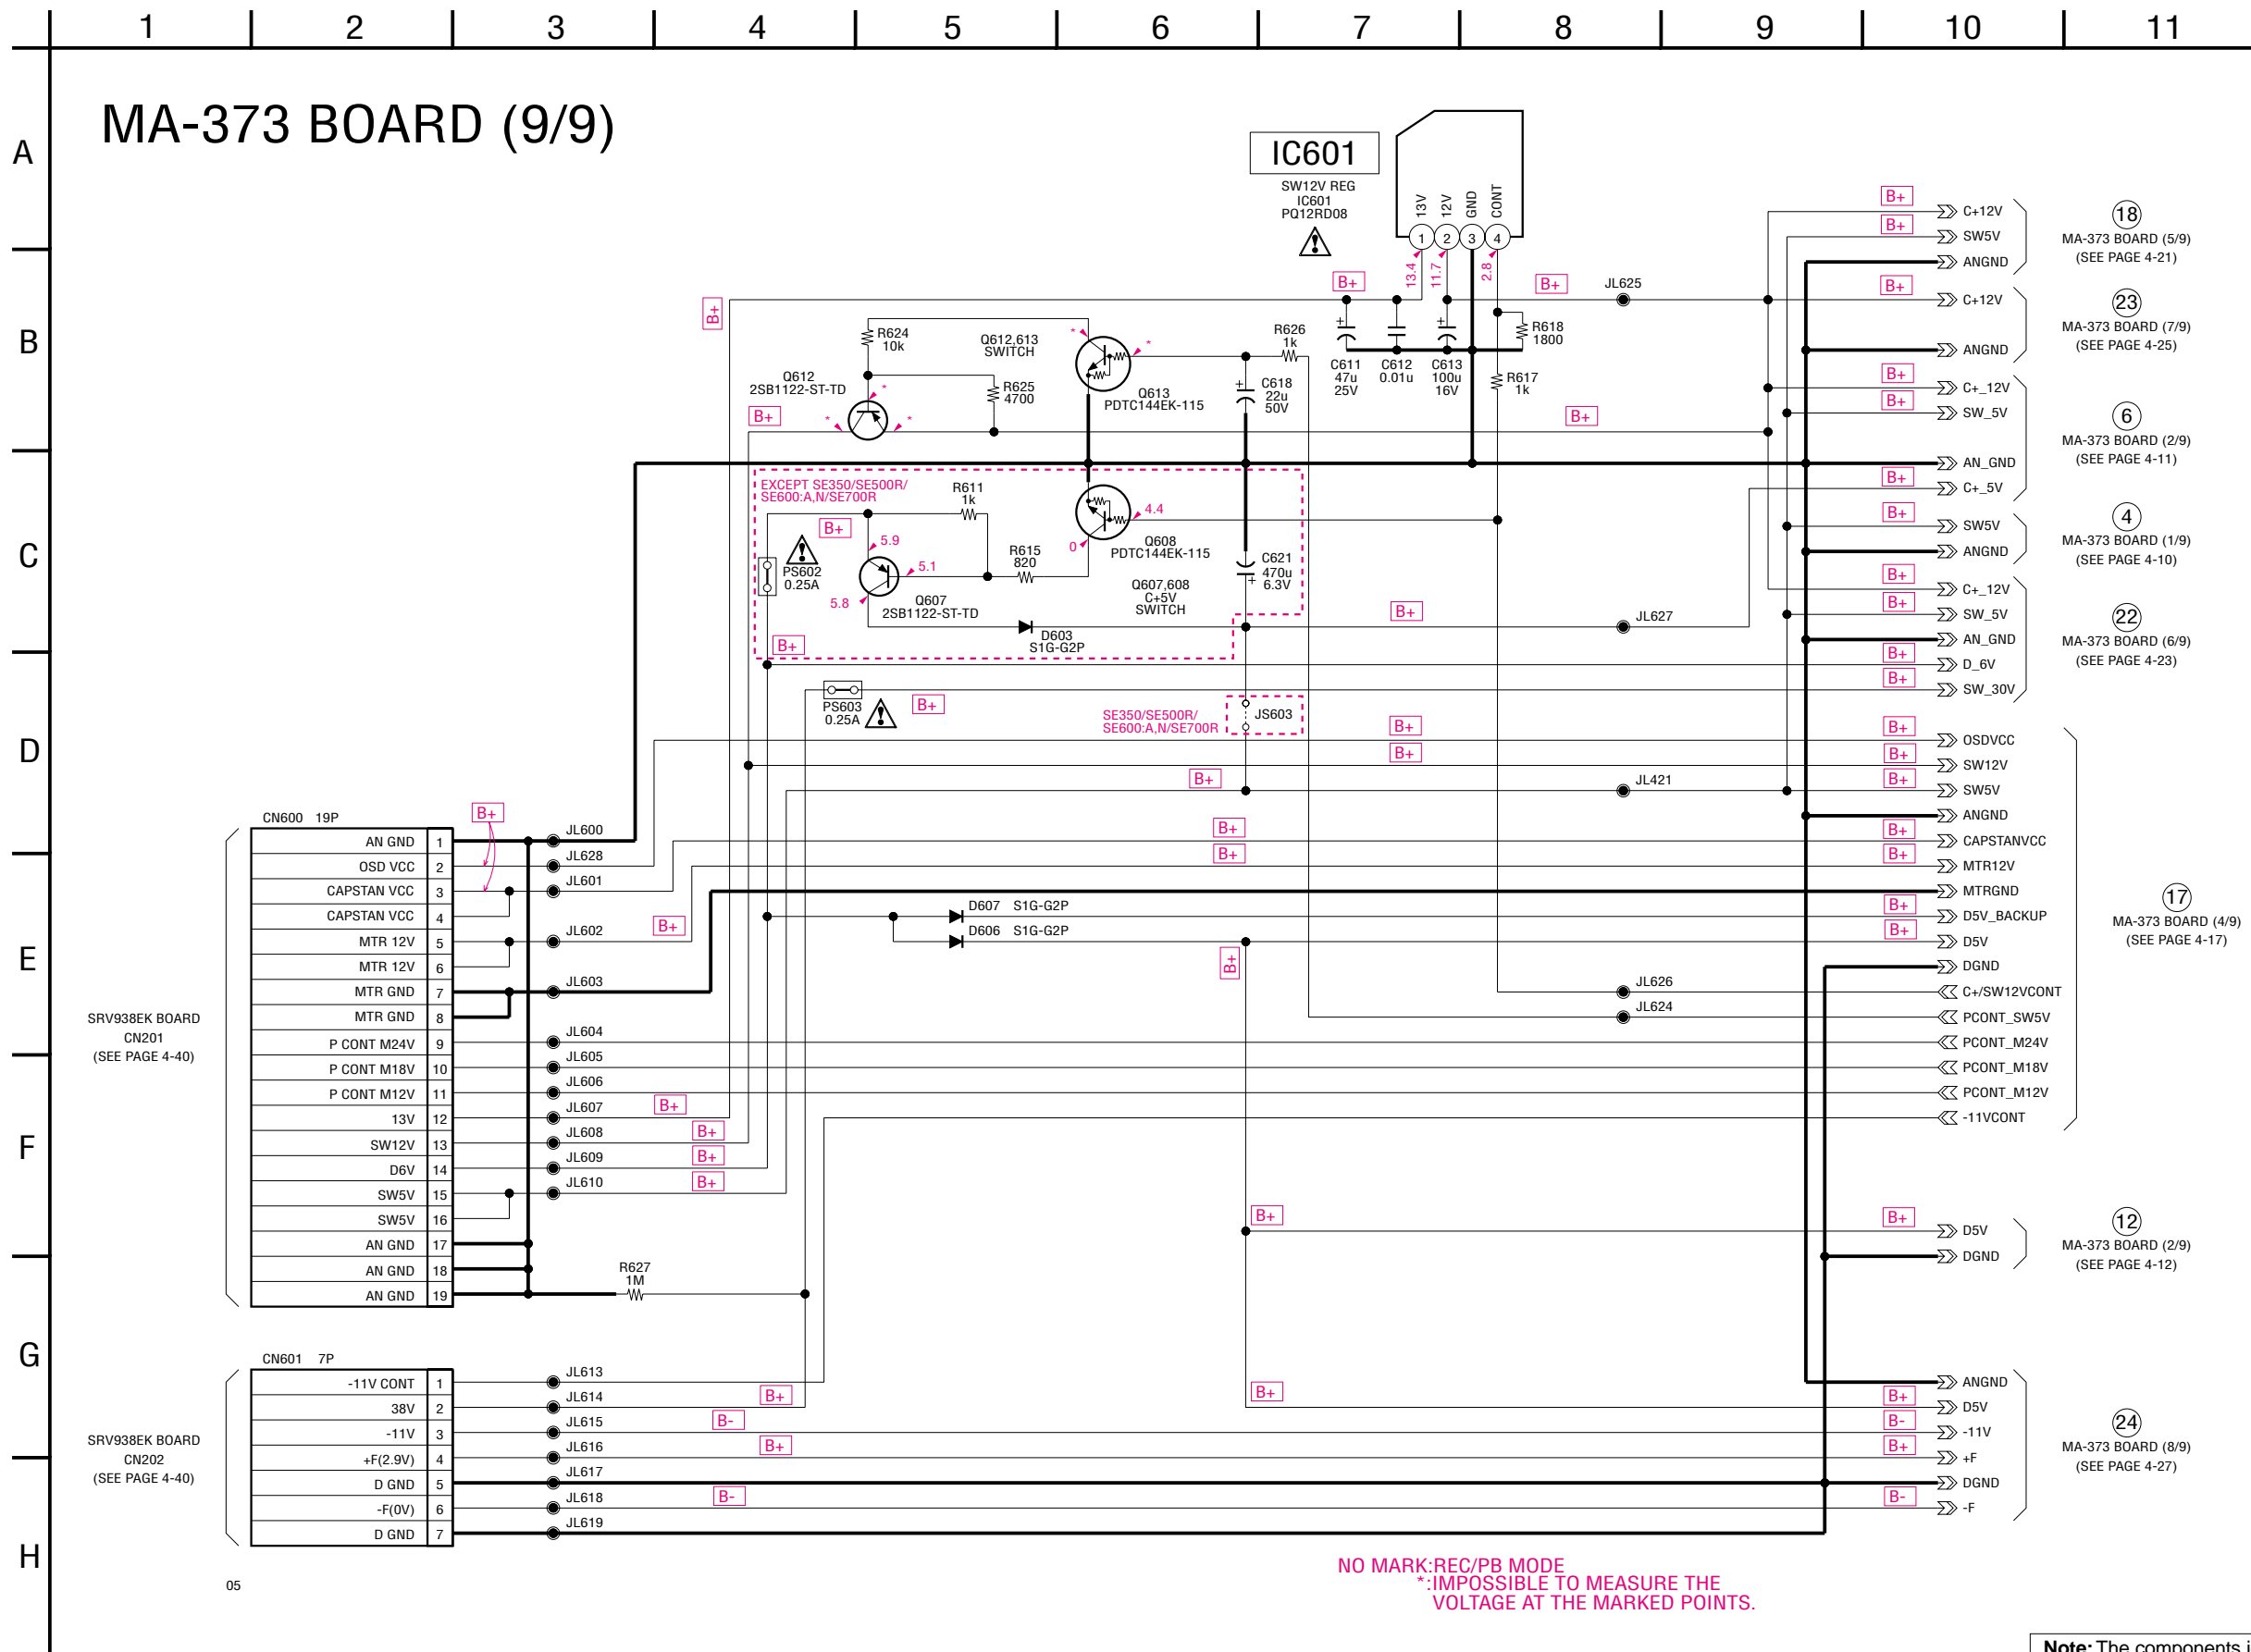 1 2 3 4 5 6 7 8 9 10 11
A
B
C
D
E
F
G
H
MA-373 BOARD (9/9)
IC601
SW12V REG
IC601
PQ12RD08
13V
12V
GND
CONT
1 2 3 4
13.4
11.7
2.8
B+
B+
B+
JL625
R624
10k
Q612,613
SWITCH
*
*
R626
1k
C611
47u
25V
C612
0.01u
C613
100u
16V
R618
1800
R617
1k
Q612
2SB1122-ST-TD
*
*
*
R625
4700
Q613
PDTC144EK-115
C618
22u
50V
B+
B+
EXCEPT SE350/SE500R/
SE600:A,N/SE700R
R611
1k
B+
PS602
0.25A
5.9
5.1
5.8
Q607
2SB1122-ST-TD
R615
820
4.4
0
Q608
PDTC144EK-115
Q607,608
C+5V
SWITCH
C621
470u
6.3V
B+
D603
S1G-G2P
B+
JL627
PS603
0.25A
B+
SE350/SE500R/
SE600:A,N/SE700R
JS603
B+
B+
B+
JL421
B+
B+
B+
D607 S1G-G2P
D606 S1G-G2P
B+
JL626
JL624
CN600 19P
B+
AN GND 1 JL600
OSD VCC 2 JL628
CAPSTAN VCC 3 JL601
CAPSTAN VCC 4
MTR 12V 5 JL602
MTR 12V 6
MTR GND 7 JL603
MTR GND 8
P CONT M24V 9 JL604
P CONT M18V 10 JL605
P CONT M12V 11 JL606
13V 12 JL607 B+
SW12V 13 JL608 B+
D6V 14 JL609 B+
SW5V 15 JL610 B+
SW5V 16
AN GND 17
AN GND 18
AN GND 19
R627
1M
SRV938EK BOARD
CN201
(SEE PAGE 4-40)
CN601 7P
-11V CONT 1 JL613
38V 2 JL614 B+
-11V 3 JL615 B-
+F(2.9V) 4 JL616 B+
D GND 5 JL617
-F(0V) 6 JL618 B-
D GND 7 JL619
SRV938EK BOARD
CN202
(SEE PAGE 4-40)
B+
B+
B+ C+12V
B+ SW5V
ANGND
18
MA-373 BOARD (5/9)
(SEE PAGE 4-21)
B+ C+12V
ANGND
23
MA-373 BOARD (7/9)
(SEE PAGE 4-25)
B+ C+_12V
B+ SW_5V
AN_GND
B+ C+_5V
6
MA-373 BOARD (2/9)
(SEE PAGE 4-11)
B+ SW5V
ANGND
4
MA-373 BOARD (1/9)
(SEE PAGE 4-10)
B+ C+_12V
B+ SW_5V
AN_GND
B+ D_6V
B+ SW_30V
22
MA-373 BOARD (6/9)
(SEE PAGE 4-23)
B+ OSDVCC
B+ SW12V
B+ SW5V
ANGND
B+ CAPSTANVCC
B+ MTR12V
MTRGND
B+ D5V_BACKUP
B+ D5V
DGND
C+/SW12VCONT
PCONT_SW5V
PCONT_M24V
PCONT_M18V
PCONT_M12V
-11VCONT
17
MA-373 BOARD (4/9)
(SEE PAGE 4-17)
B+ D5V
DGND
12
MA-373 BOARD (2/9)
(SEE PAGE 4-12)
ANGND
B+ D5V
B- -11V
B+ +F
DGND
B- -F
24
MA-373 BOARD (8/9)
(SEE PAGE 4-27)
05
NO MARK:REC/PB MODE
*:IMPOSSIBLE TO MEASURE THE
VOLTAGE AT THE MARKED POINTS.
Note: The components i